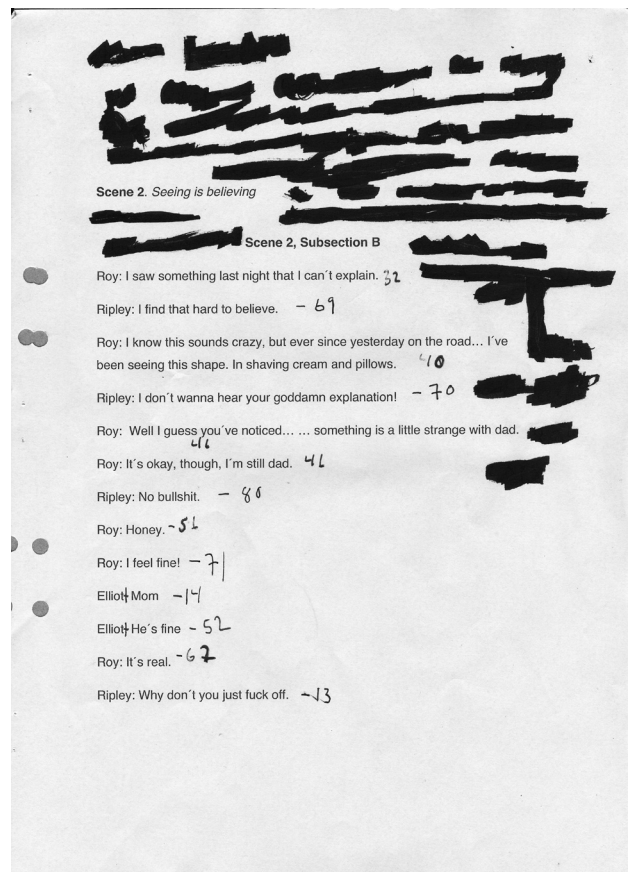 Scene 2. Seeing is believing
Scene 2, Subsection B
Roy: I saw something last night that I can´t explain. 32
Ripley: I find that hard to believe. - 69
Roy: I know this sounds crazy, but ever since yesterday on the road... I´ve
been seeing this shape. In shaving cream and pillows. 40
Ripley: I don´t wanna hear your goddamn explanation! - 70
Roy: Well I guess you´ve noticed... ... something is a little strange with dad.
Roy: It´s okay, though, I´m still dad.
Ripley: No bullshit. - 80
Roy: Honey.
Roy: I feel fine! - 71
Elliot Mom - 14
Elliot He´s fine - 52
Roy: It´s real. - 67
Ripley: Why don´t you just fuck off. - 13